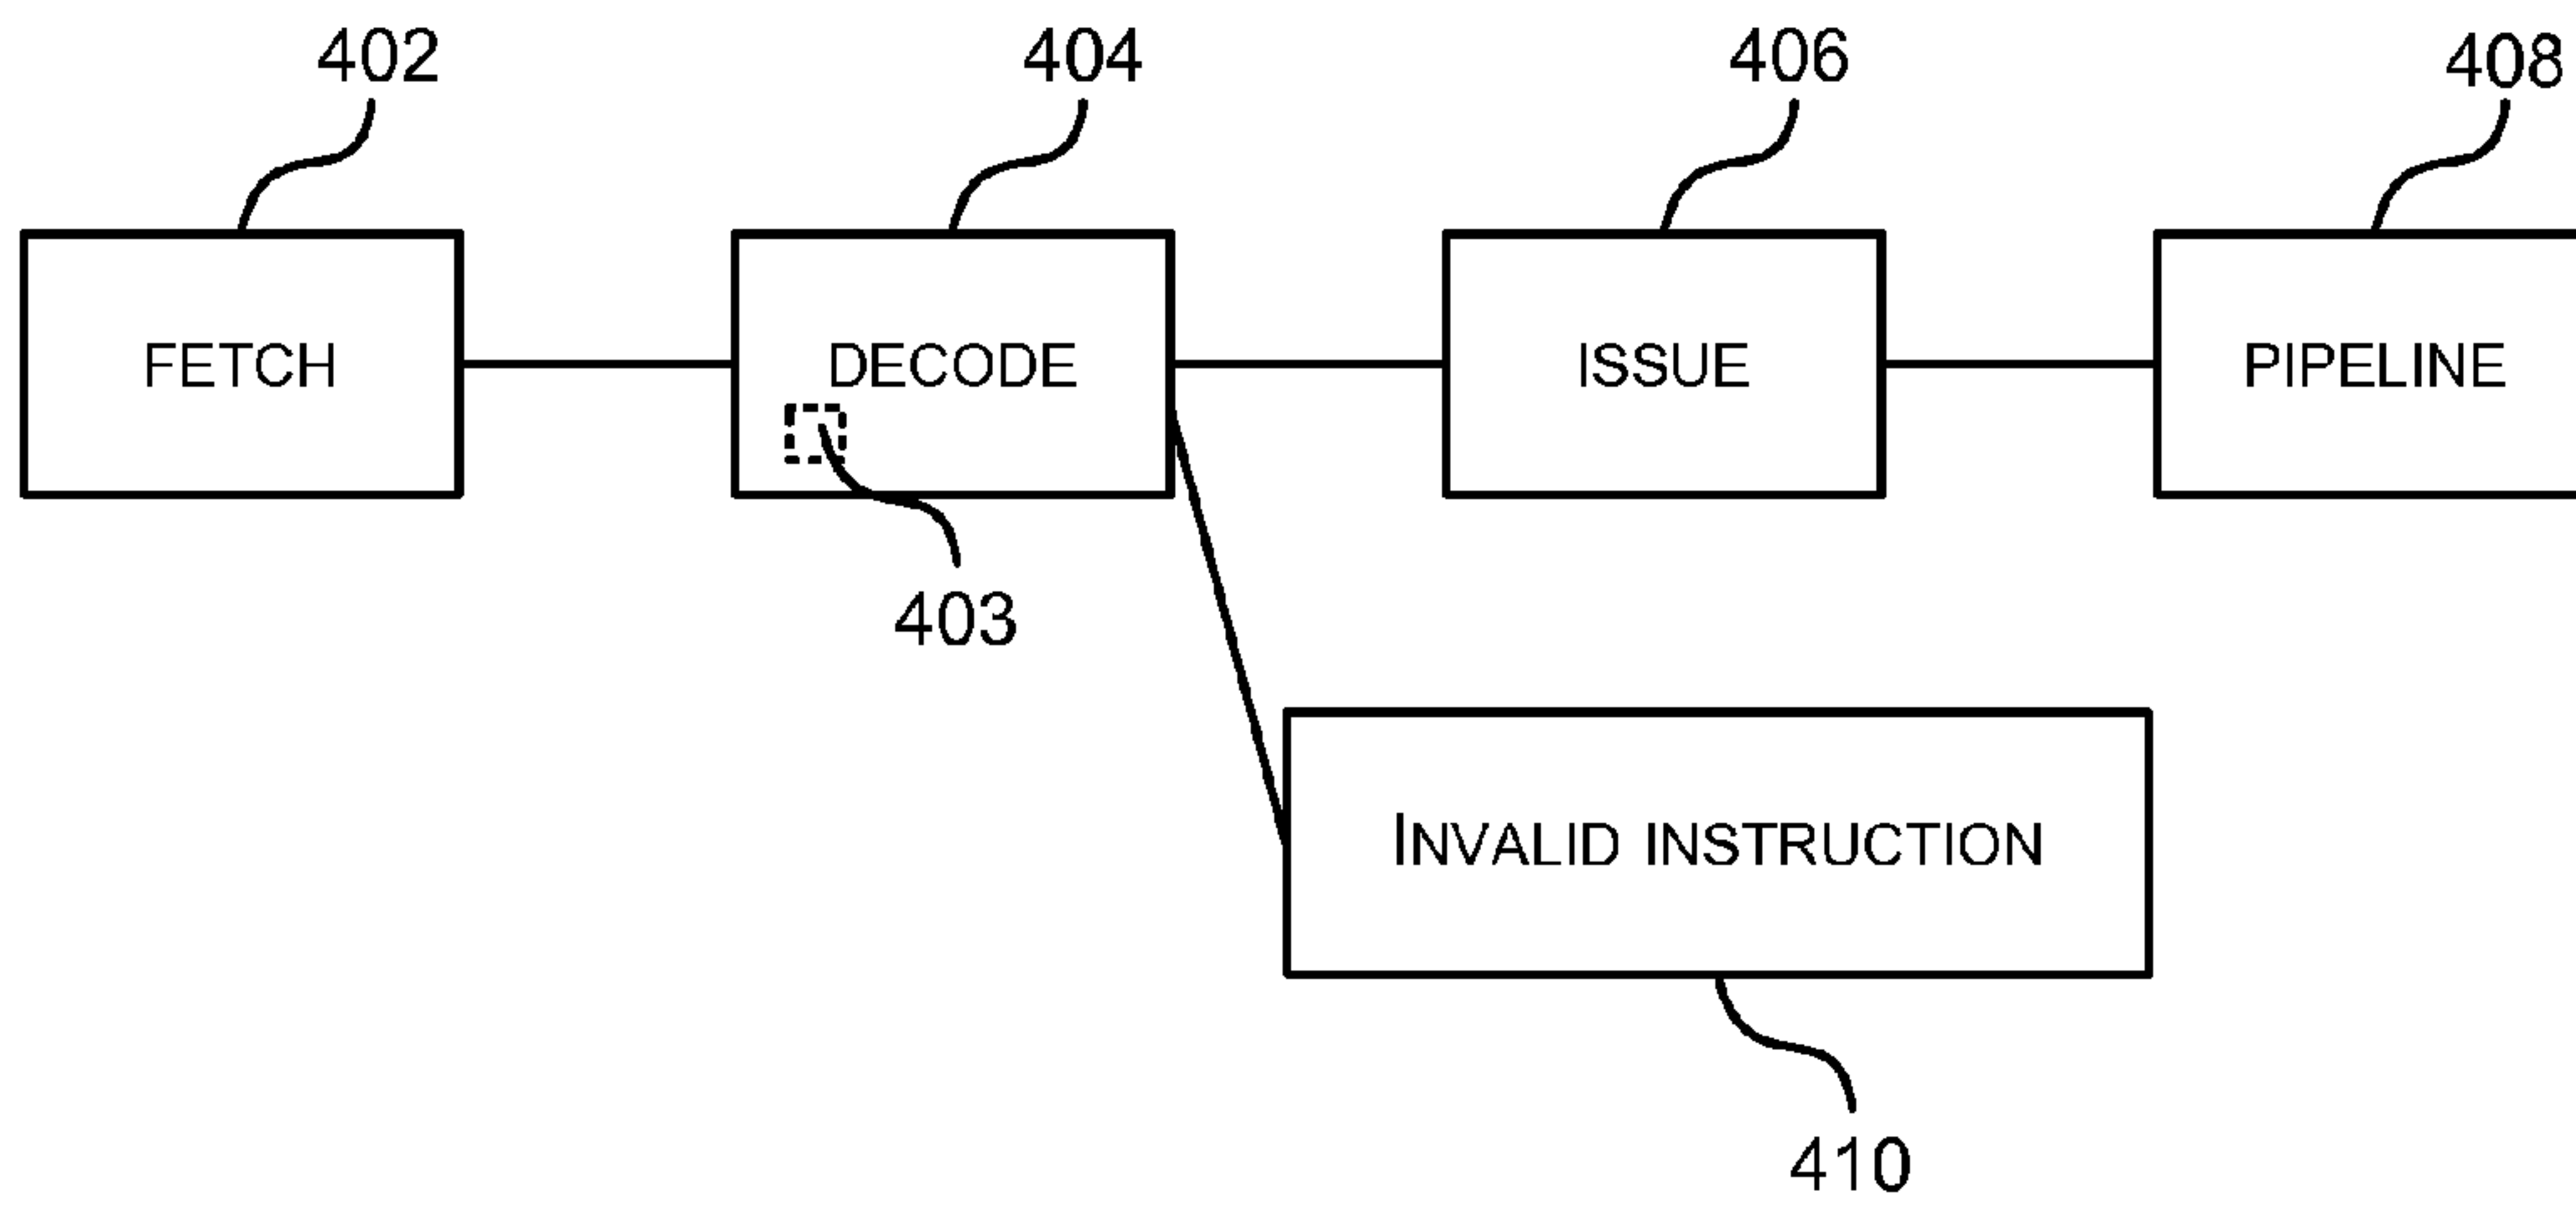 402
404
406
408
FETCH
DECODE
ISSUE
PIPELINE
403
INVALID INSTRUCTION
410